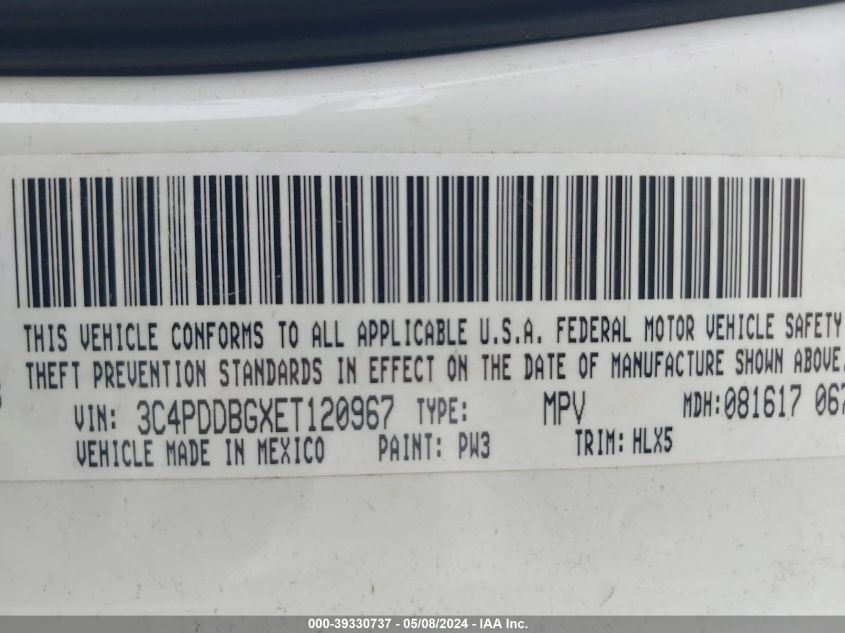 THIS VEHICLE CONFORMS TO ALL APPLICABLE U.S.A. FEDERAL MOTOR VEHICLE SAFETY
THEFT PREVENTION STANDARDS IN EFFECT ON THE DATE OF MANUFACTURE SHOWN ABOVE.
VIN: 3C4PDDBGXET120967 TYPE: MPV MDH:081617 067
VEHICLE MADE IN MEXICO PAINT: PW3 TRIM: HLX5
000-39330737 - 05/08/2024 - IAA Inc.